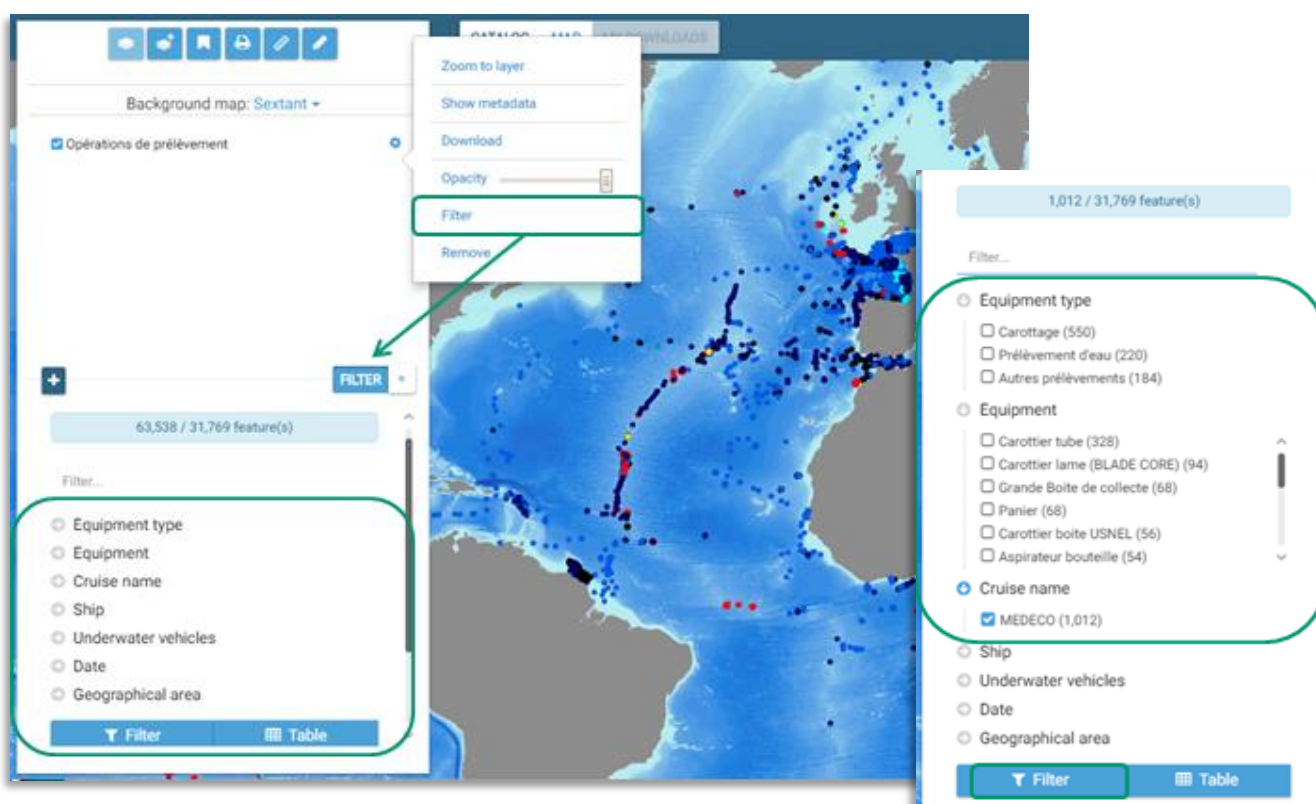 CATALOG MAP MY DOWNLOADS
Background map: Sextant
Opérations de prélèvement
Zoom to layer
Show metadata
Download
Opacity
Filter
Remove
FILTER
63,538 / 31,769 feature(s)
Filter...
Equipment type
Equipment
Cruise name
Ship
Underwater vehicles
Date
Geographical area
Filter Table
1,012 / 31,769 feature(s)
Filter...
Equipment type
Carottage (550)
Prélèvement d'eau (220)
Autres prélèvements (184)
Equipment
Carottier tube (328)
Carottier lame (BLADE CORE) (94)
Grande Boite de collecte (68)
Panier (68)
Carottier boite USNEL (56)
Aspirateur bouteille (54)
Cruise name
MEDECO (1,012)
Ship
Underwater vehicles
Date
Geographical area
Filter Table